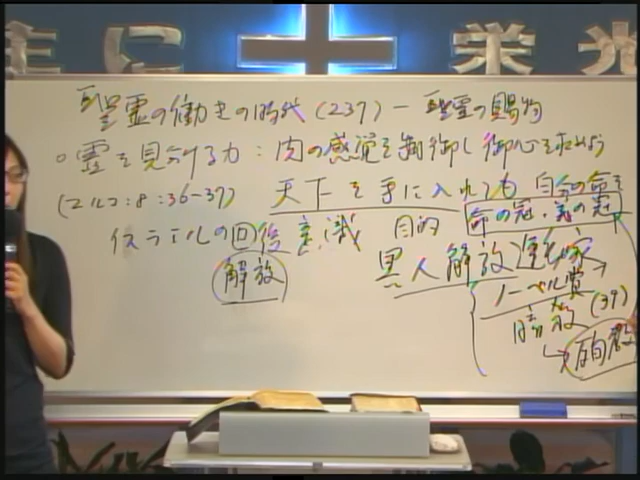 主に 栄光
聖霊の働きの時代(237) ― 聖霊の賜物
○霊を見分ける力:肉の感覚を制御し御心を求めよう
(マルコ:8:36-37) 天下を手に入れても 自分の命を
命の冠・義の冠
イスラエルの回復意識 目的
解放 黒人解放運動家
ノーベル賞
(39)
暗殺
殉教